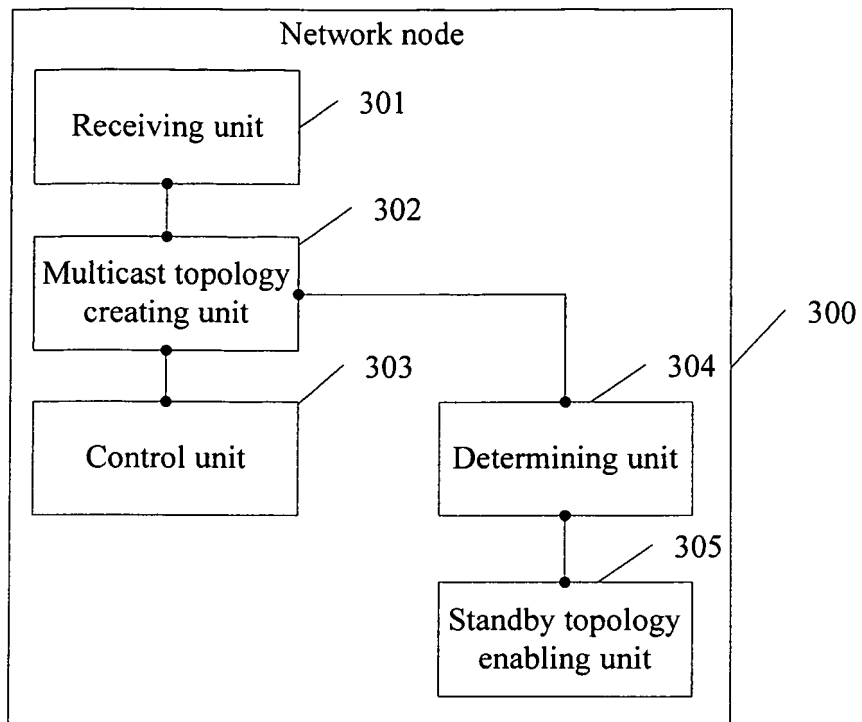 Network node
301
Receiving unit
302
Multicast topology
creating unit
300
303
304
Control unit
Determining unit
305
Standby topology
enabling unit